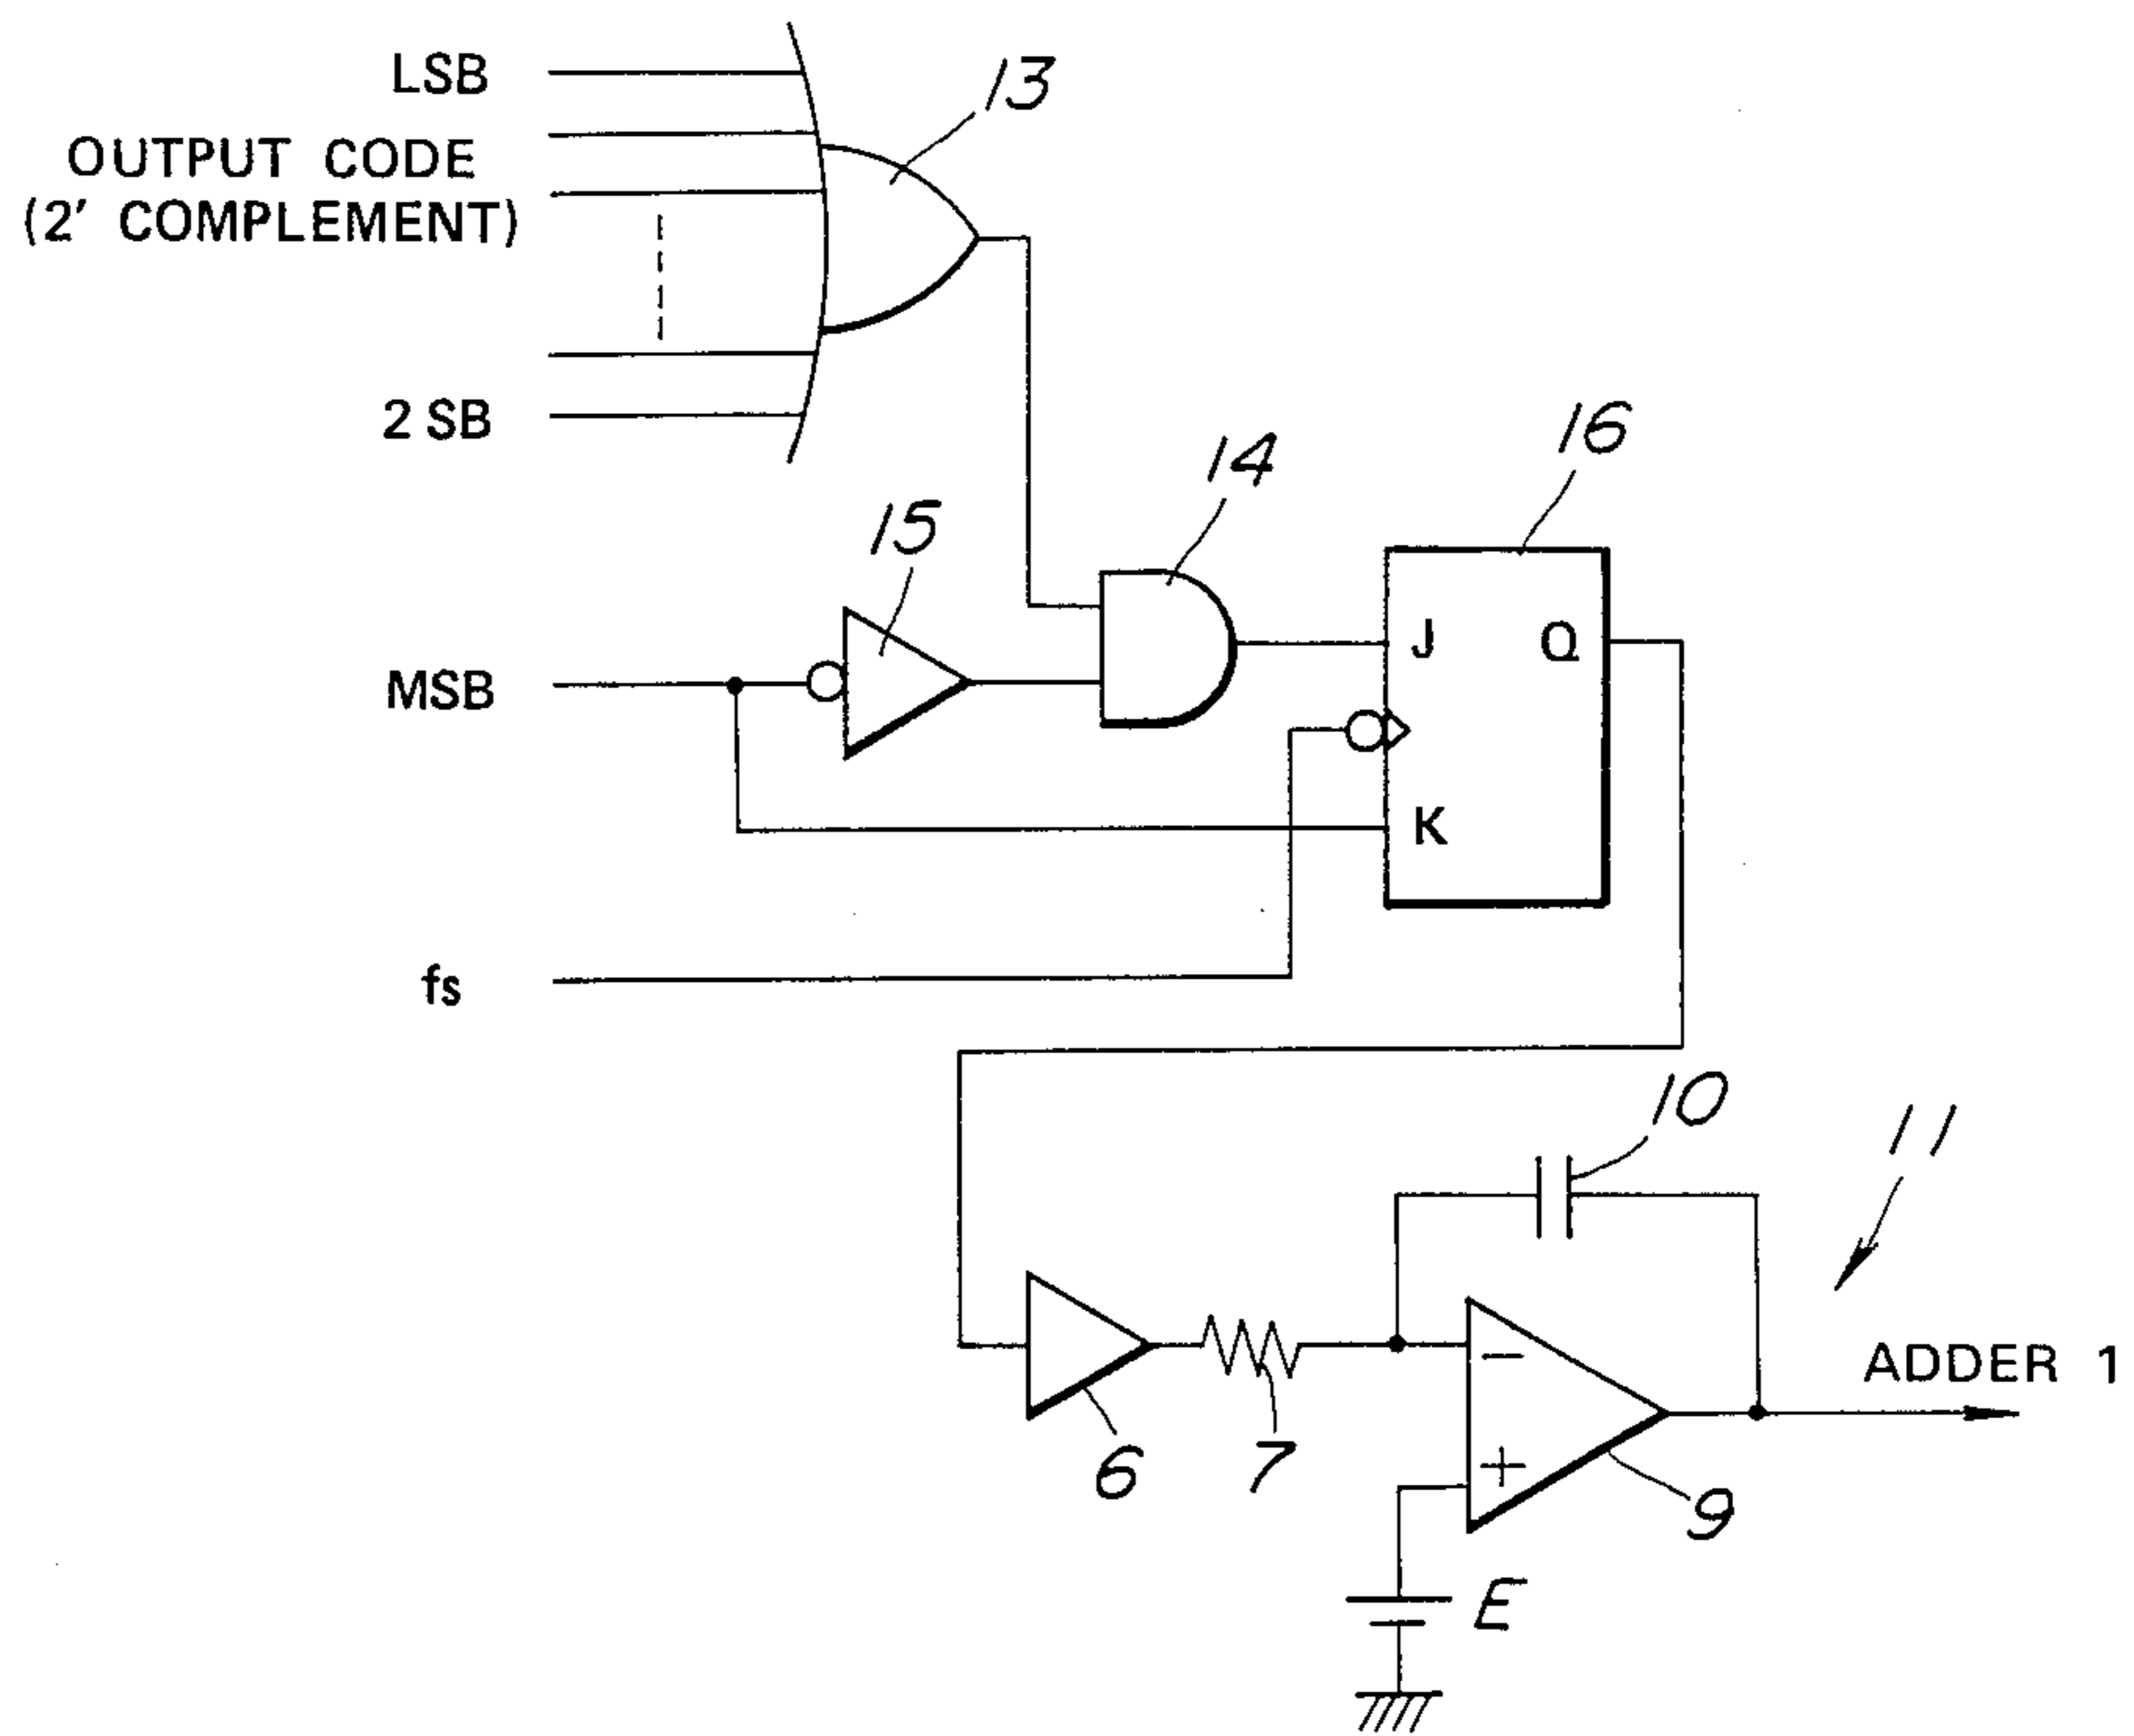 LSB
13
OUTPUT CODE
(2' COMPLEMENT)
2 SB
14
16
15
J
Q
MSB
K
fs
10
11
ADDER 1
−
6
7
+
9
E